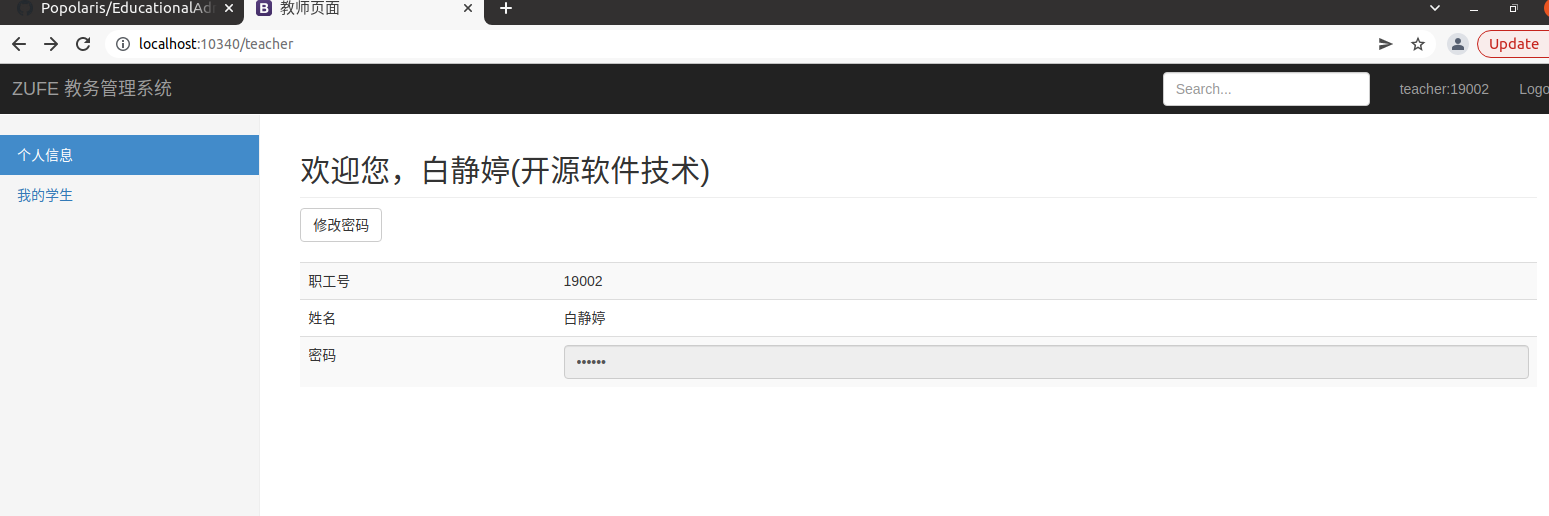 Popolaris/EducationalAd
教师页面
localhost:10340/teacher
Update
ZUFE 教务管理系统
Search...
teacher:19002
Logo
个人信息
我的学生
欢迎您，白静婷(开源软件技术)
修改密码
职工号 19002
姓名 白静婷
密码 ••••••